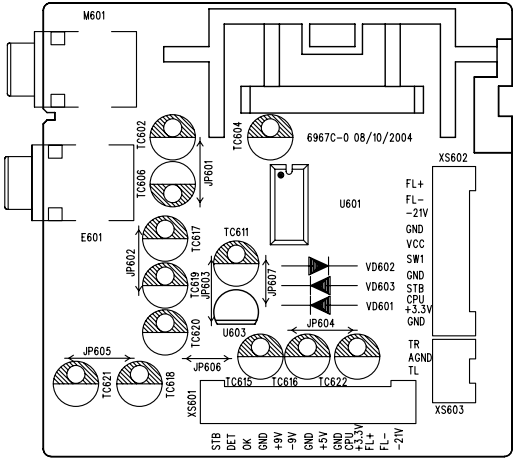 M601
TC602
TC604
6967C-0 08/10/2004
XS602
TC606
JP601
U601
FL+
FL-
-21V
GND
VCC
SW1
GND
STB
CPU
+3.3V
GND
E601
TC617
TC611
JP602
JP603
JP607
VD602
VD603
VD601
TC619
TC620
U603
JP604
JP605
JP606
TR
AGND
TL
TC621
TC618
TC615
TC616
TC622
XS601
XS603
STB
DET
OK
GND
+9V
-9V
GND
+5V
GND
CPU
+3.3V
FL+
FL-
-21V